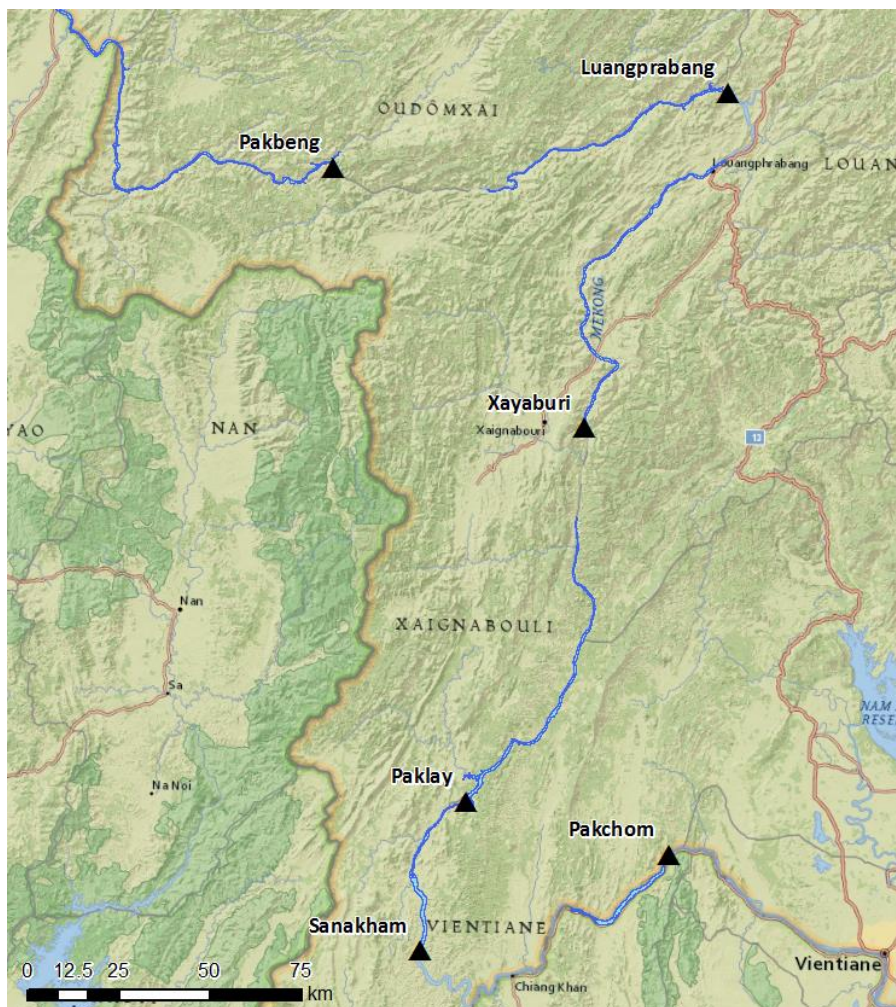 Luangprabang
OUDÔMXAI
Pakbeng
Louangphrabang
LOUAN
MEKONG
Xayaburi
Xaignabouri
YAO
NAN
13
Nan
XAIGNABOULI
Sa
NAM
RESE
Na Noi
Paklay
Pakchom
Sanakham
VIENTIANE
Vientiane
Chiang Khan
0 12.5 25 50 75
km